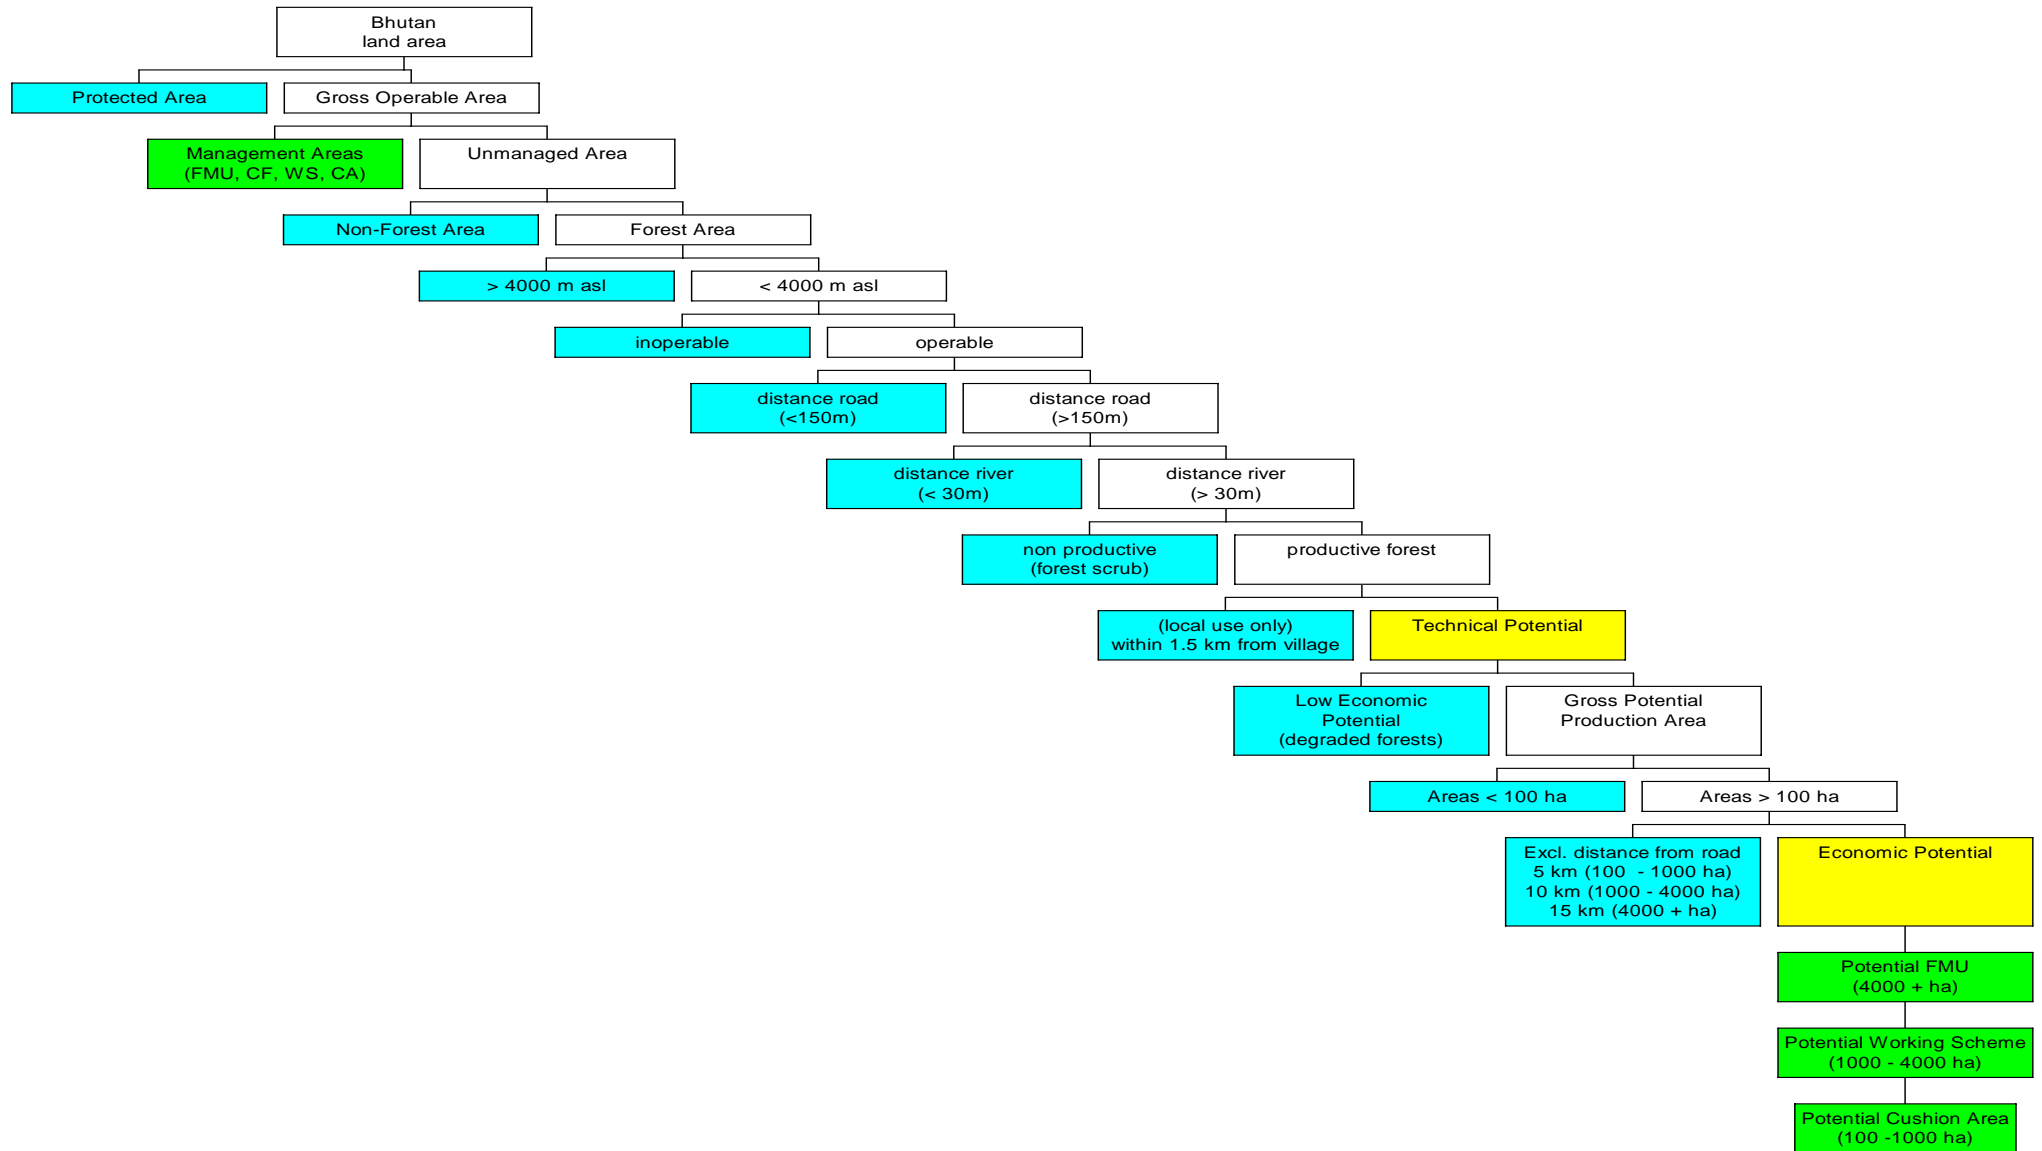 Bhutan
land area
Protected Area
Gross Operable Area
Management Areas
(FMU, CF, WS, CA)
Unmanaged Area
Non-Forest Area
Forest Area
> 4000 m asl
< 4000 m asl
inoperable
operable
distance road
(<150m)
distance road
(>150m)
distance river
(< 30m)
distance river
(> 30m)
non productive
(forest scrub)
productive forest
(local use only)
within 1.5 km from village
Technical Potential
Low Economic
Potential
(degraded forests)
Gross Potential
Production Area
Areas < 100 ha
Areas > 100 ha
Excl. distance from road
5 km (100  - 1000 ha)
10 km (1000 - 4000 ha)
15 km (4000 + ha)
Economic Potential
Potential FMU
(4000 + ha)
Potential Working Scheme
(1000 - 4000 ha)
Potential Cushion Area
(100 -1000 ha)